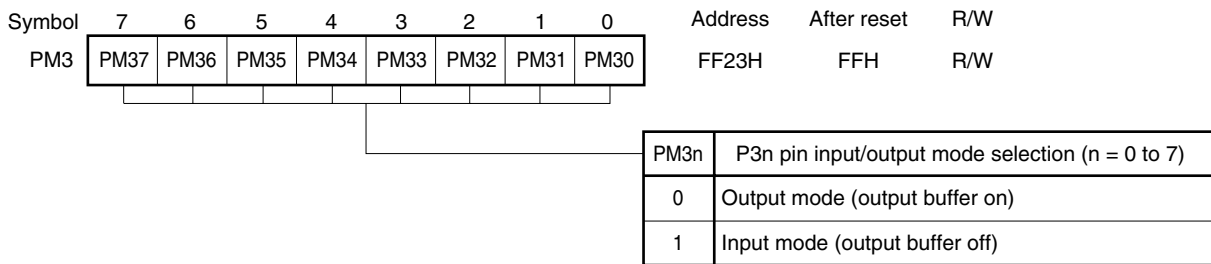 Symbol 7 6 5 4 3 2 1 0 Address After reset R/W
PM3 PM37 PM36 PM35 PM34 PM33 PM32 PM31 PM30 FF23H FFH R/W
PM3n P3n pin input/output mode selection (n = 0 to 7)
0 Output mode (output buffer on)
1 Input mode (output buffer off)